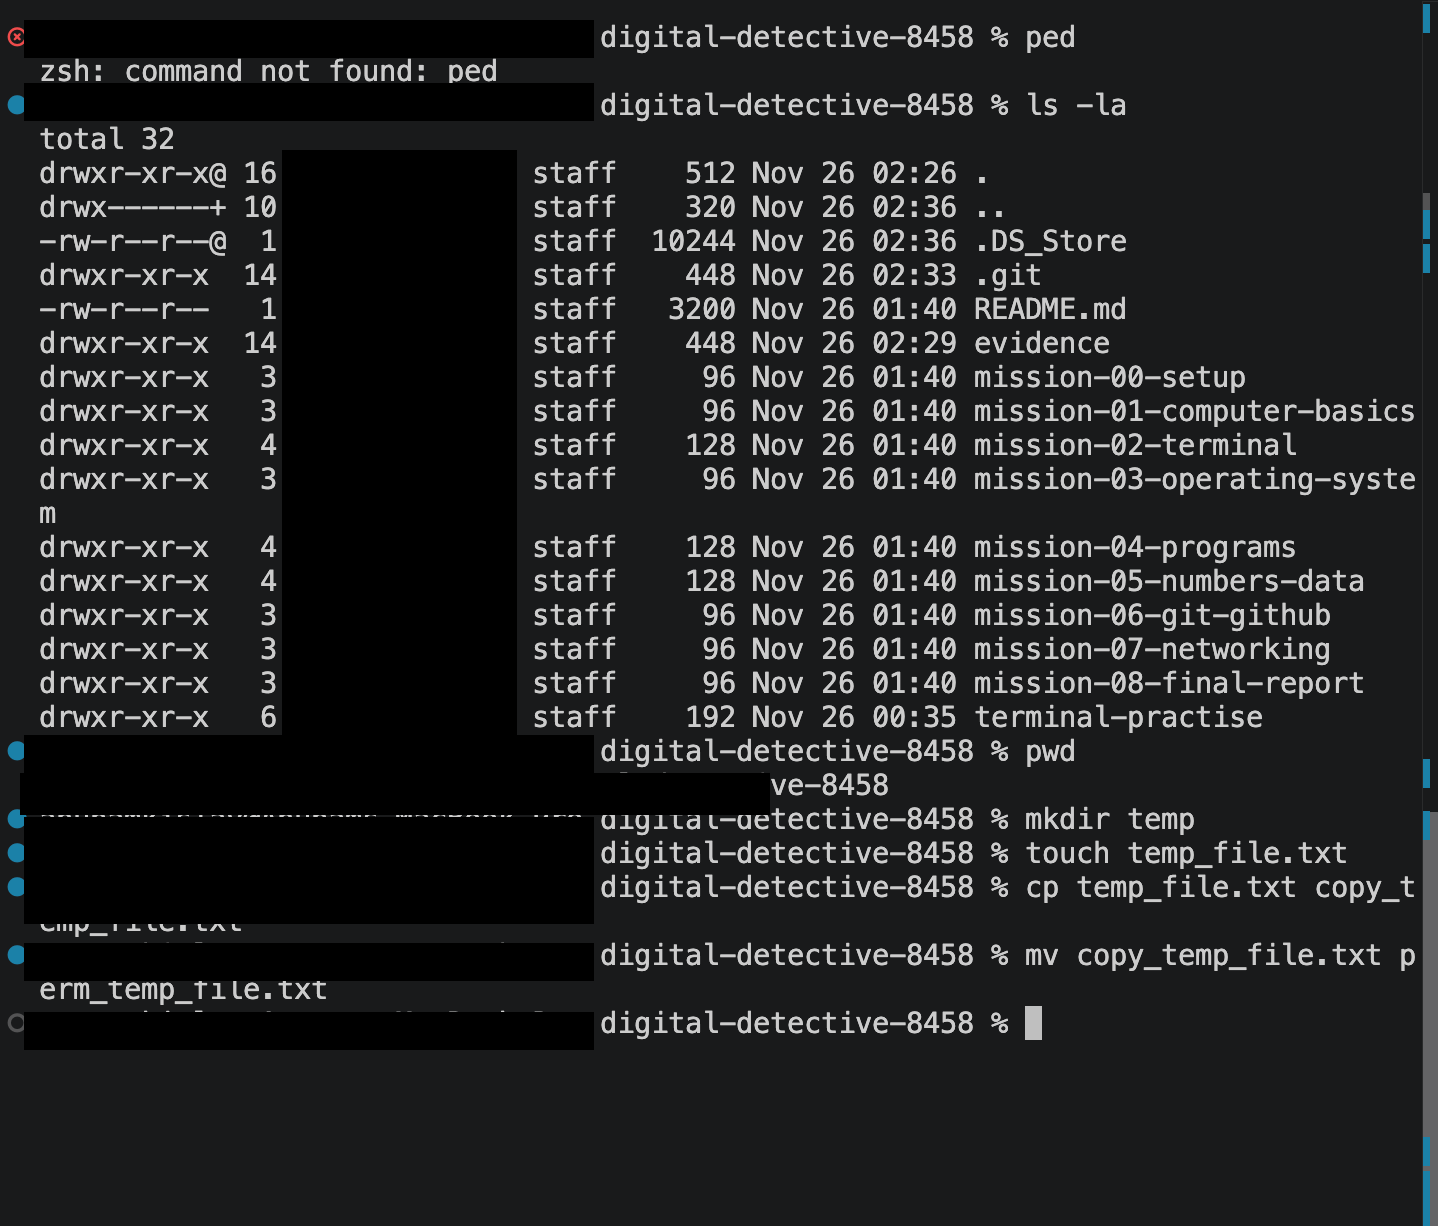 digital-detective-8458 % ped
zsh: command not found: ped
digital-detective-8458 % ls -la
total 32
drwxr-xr-x@ 16 staff 512 Nov 26 02:26 .
drwx------+ 10 staff 320 Nov 26 02:36 ..
-rw-r--r--@ 1 staff 10244 Nov 26 02:36 .DS_Store
drwxr-xr-x 14 staff 448 Nov 26 02:33 .git
-rw-r--r-- 1 staff 3200 Nov 26 01:40 README.md
drwxr-xr-x 14 staff 448 Nov 26 02:29 evidence
drwxr-xr-x 3 staff 96 Nov 26 01:40 mission-00-setup
drwxr-xr-x 3 staff 96 Nov 26 01:40 mission-01-computer-basics
drwxr-xr-x 4 staff 128 Nov 26 01:40 mission-02-terminal
drwxr-xr-x 3 staff 96 Nov 26 01:40 mission-03-operating-syste
m
drwxr-xr-x 4 staff 128 Nov 26 01:40 mission-04-programs
drwxr-xr-x 4 staff 128 Nov 26 01:40 mission-05-numbers-data
drwxr-xr-x 3 staff 96 Nov 26 01:40 mission-06-git-github
drwxr-xr-x 3 staff 96 Nov 26 01:40 mission-07-networking
drwxr-xr-x 3 staff 96 Nov 26 01:40 mission-08-final-report
drwxr-xr-x 6 staff 192 Nov 26 00:35 terminal-practise
digital-detective-8458 % pwd
ve-8458
digital-detective-8458 % mkdir temp
digital-detective-8458 % touch temp_file.txt
digital-detective-8458 % cp temp_file.txt copy_t
emp_file.txt
digital-detective-8458 % mv copy_temp_file.txt p
erm_temp_file.txt
digital-detective-8458 %